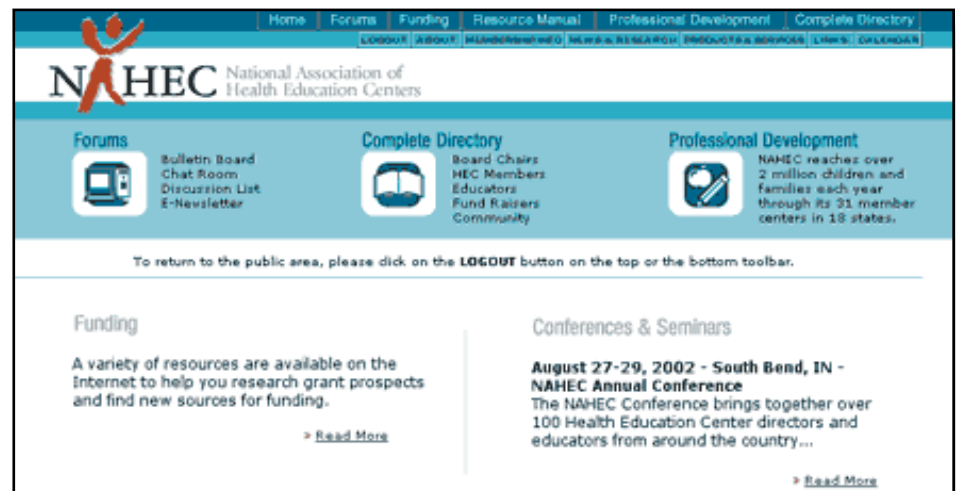 Home Forums Funding Resource Manual Professional Development Complete Directory
LOGOUT ABOUT MEMBERSHIP INFO NEWS & RESEARCH PRODUCTS & SERVICES LINKS CALENDAR
NAHEC National Association of
Health Education Centers
Forums
Bulletin Board
Chat Room
Discussion List
E-Newsletter
Complete Directory
Board Chairs
HEC Members
Educators
Fund Raisers
Community
Professional Development
NAHEC reaches over
2 million children and
families each year
through its 31 member
centers in 18 states.
To return to the public area, please click on the LOGOUT button on the top or the bottom toolbar.
Funding
A variety of resources are available on the
Internet to help you research grant prospects
and find new sources for funding.
> Read More
Conferences & Seminars
August 27-29, 2002 - South Bend, IN -
NAHEC Annual Conference
The NAHEC Conference brings together over
100 Health Education Center directors and
educators from around the country...
> Read More